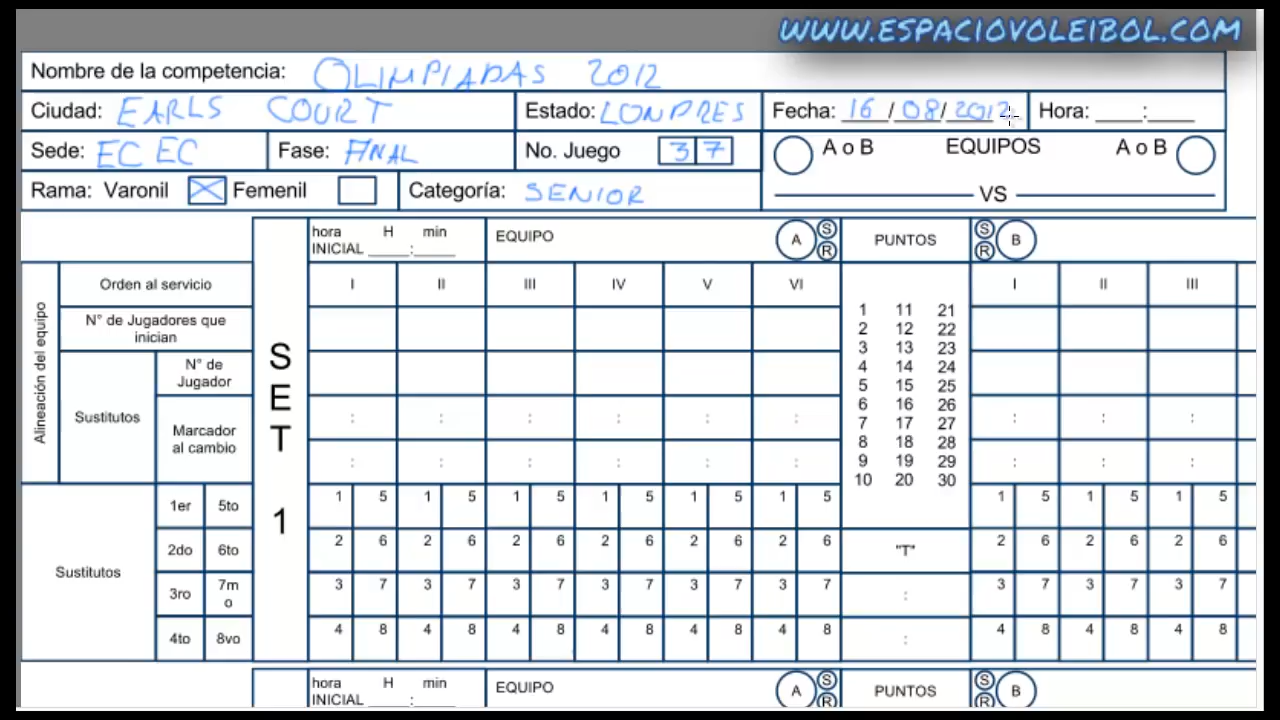 WWW.ESPACIOVOLEIBOL.COM
Nombre de la competencia: OLIMPIADAS 2012
Ciudad: EARLS COURT Estado: LONDRES Fecha: 16/08/2012 Hora: ____:____
Sede: ECEC Fase: FINAL No. Juego 37 A o B EQUIPOS A o B
Rama: Varonil X Femenil Categoría: SENIOR VS
hora H min
INICIAL ____:____ EQUIPO A S R PUNTOS S R B
Orden al servicio I II III IV V VI I II III
N° de Jugadores que inician
Alineación del equipo
Sustitutos
N° de Jugador
Marcador al cambio
: : : : : : : : :
: : : : : : : : :
SET 1
1 11 21
2 12 22
3 13 23
4 14 24
5 15 25
6 16 26
7 17 27
8 18 28
9 19 29
10 20 30
Sustitutos
1er 5to 1 5 1 5 1 5 1 5 1 5 1 5 1 5 1 5 1 5
2do 6to 2 6 2 6 2 6 2 6 2 6 2 6 "T" 2 6 2 6 2 6
3ro 7mo 3 7 3 7 3 7 3 7 3 7 3 7 : 3 7 3 7 3 7
4to 8vo 4 8 4 8 4 8 4 8 4 8 4 8 : 4 8 4 8 4 8
hora H min
INICIAL ____:____ EQUIPO A S R PUNTOS S R B